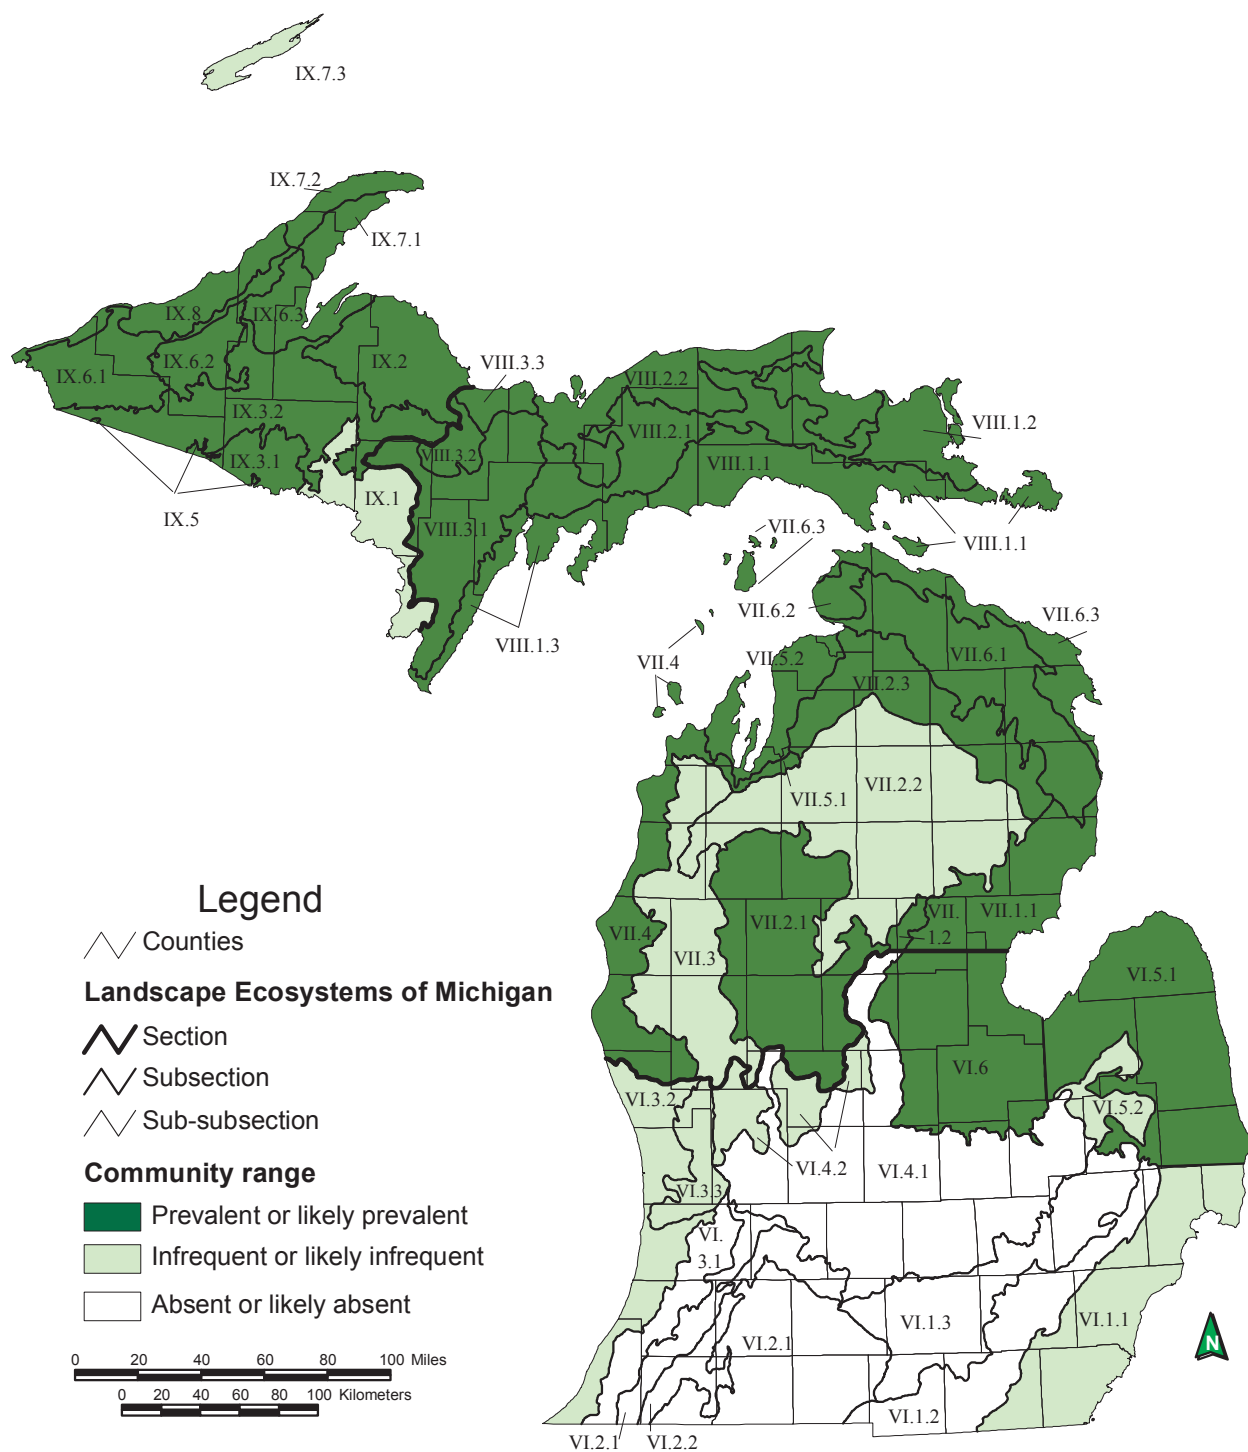 IX.7.3
IX.7.2
IX.7.1
IX.8
IX.6.3
IX.2
IX.6.2
IX.6.1
VIII.3.3
VIII.2.2
IX.3.2
VIII.2.1
VIII.1.2
VIII.3.2
IX.3.1
VIII.1.1
IX.1
IX.5
VIII.3.1
VII.6.3
VIII.1.1
VII.6.2
VII.6.3
VIII.1.3
VII.6.1
VII.4
VII.5.2
VII.2.3
VII.2.2
VII.5.1
Legend
Counties
Landscape Ecosystems of Michigan
Section
Subsection
Sub-subsection
Community range
Prevalent or likely prevalent
Infrequent or likely infrequent
Absent or likely absent
0 20 40 60 80 100 Miles
0 20 40 60 80 100 Kilometers
VII.4
VII.3
VII.2.1
VII.
1.2
VII.1.1
VI.5.1
VI.6
VI.3.2
VI.5.2
VI.4.2
VI.4.1
VI.3.3
VI.
3.1
VI.1.1
VI.1.3
VI.2.1
N
VI.1.2
VI.2.1
VI.2.2